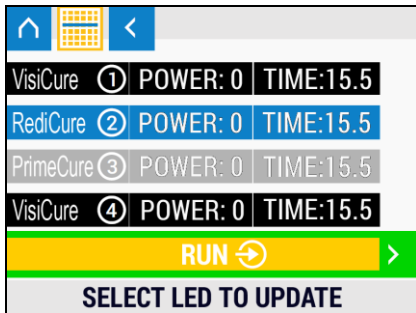 VisiCure 1 POWER: 0 TIME:15.5
RediCure 2 POWER: 0 TIME:15.5
PrimeCure 3 POWER: 0 TIME:15.5
VisiCure 4 POWER: 0 TIME:15.5
RUN
SELECT LED TO UPDATE